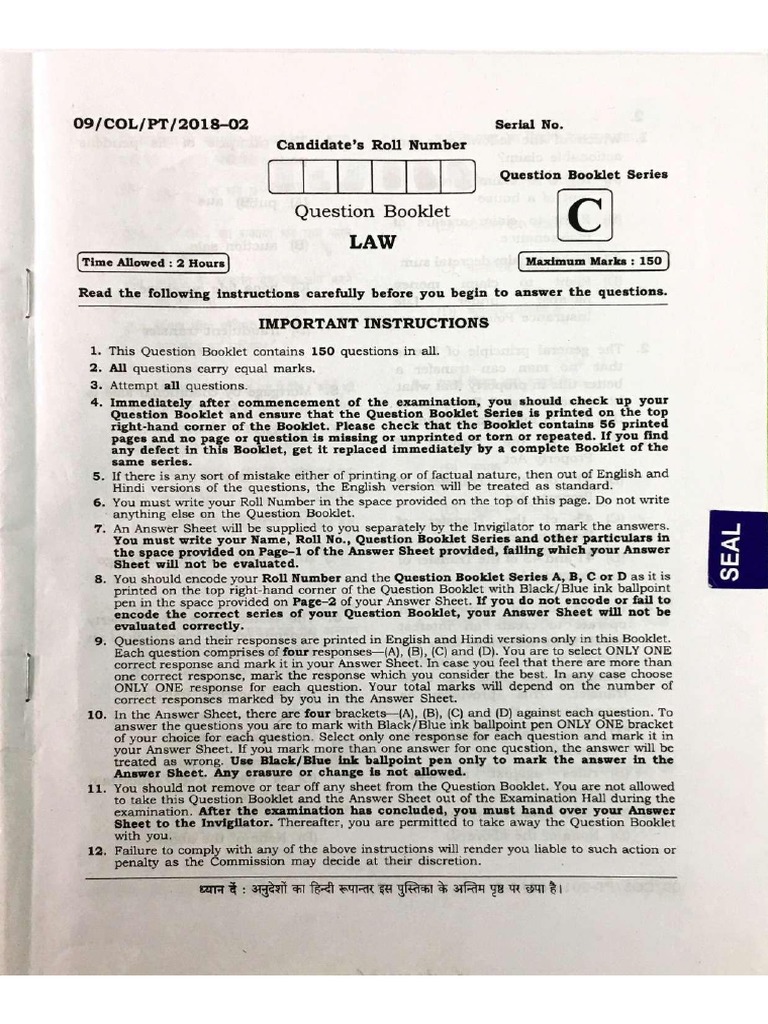 09/COL/PT/2018–02
Serial No.
Candidate's Roll Number
Question Booklet Series
C
Question Booklet
LAW
Time Allowed : 2 Hours
Maximum Marks : 150
Read the following instructions carefully before you begin to answer the questions.
IMPORTANT INSTRUCTIONS
1. This Question Booklet contains 150 questions in all.
2. All questions carry equal marks.
3. Attempt all questions.
4. Immediately after commencement of the examination, you should check up your
Question Booklet and ensure that the Question Booklet Series is printed on the top
right-hand corner of the Booklet. Please check that the Booklet contains 56 printed
pages and no page or question is missing or unprinted or torn or repeated. If you find
any defect in this Booklet, get it replaced immediately by a complete Booklet of the
same series.
5. If there is any sort of mistake either of printing or of factual nature, then out of English and
Hindi versions of the questions, the English version will be treated as standard.
6. You must write your Roll Number in the space provided on the top of this page. Do not write
anything else on the Question Booklet.
7. An Answer Sheet will be supplied to you separately by the Invigilator to mark the answers.
You must write your Name, Roll No., Question Booklet Series and other particulars in
the space provided on Page–1 of the Answer Sheet provided, failing which your Answer
Sheet will not be evaluated.
8. You should encode your Roll Number and the Question Booklet Series A, B, C or D as it is
printed on the top right-hand corner of the Question Booklet with Black/Blue ink ballpoint
pen in the space provided on Page–2 of your Answer Sheet. If you do not encode or fail to
encode the correct series of your Question Booklet, your Answer Sheet will not be
evaluated correctly.
9. Questions and their responses are printed in English and Hindi versions only in this Booklet.
Each question comprises of four responses—(A), (B), (C) and (D). You are to select ONLY ONE
correct response and mark it in your Answer Sheet. In case you feel that there are more than
one correct response, mark the response which you consider the best. In any case choose
ONLY ONE response for each question. Your total marks will depend on the number of
correct responses marked by you in the Answer Sheet.
10. In the Answer Sheet, there are four brackets—(A), (B), (C) and (D) against each question. To
answer the questions you are to mark with Black/Blue ink ballpoint pen ONLY ONE bracket
of your choice for each question. Select only one response for each question and mark it in
your Answer Sheet. If you mark more than one answer for one question, the answer will be
treated as wrong. Use Black/Blue ink ballpoint pen only to mark the answer in the
Answer Sheet. Any erasure or change is not allowed.
11. You should not remove or tear off any sheet from the Question Booklet. You are not allowed
to take this Question Booklet and the Answer Sheet out of the Examination Hall during the
examination. After the examination has concluded, you must hand over your Answer
Sheet to the Invigilator. Thereafter, you are permitted to take away the Question Booklet
with you.
12. Failure to comply with any of the above instructions will render you liable to such action or
penalty as the Commission may decide at their discretion.
ध्यान दें : अनुदेशों का हिन्दी रूपान्तर इस पुस्तिका के अन्तिम पृष्ठ पर छपा है।
SEAL